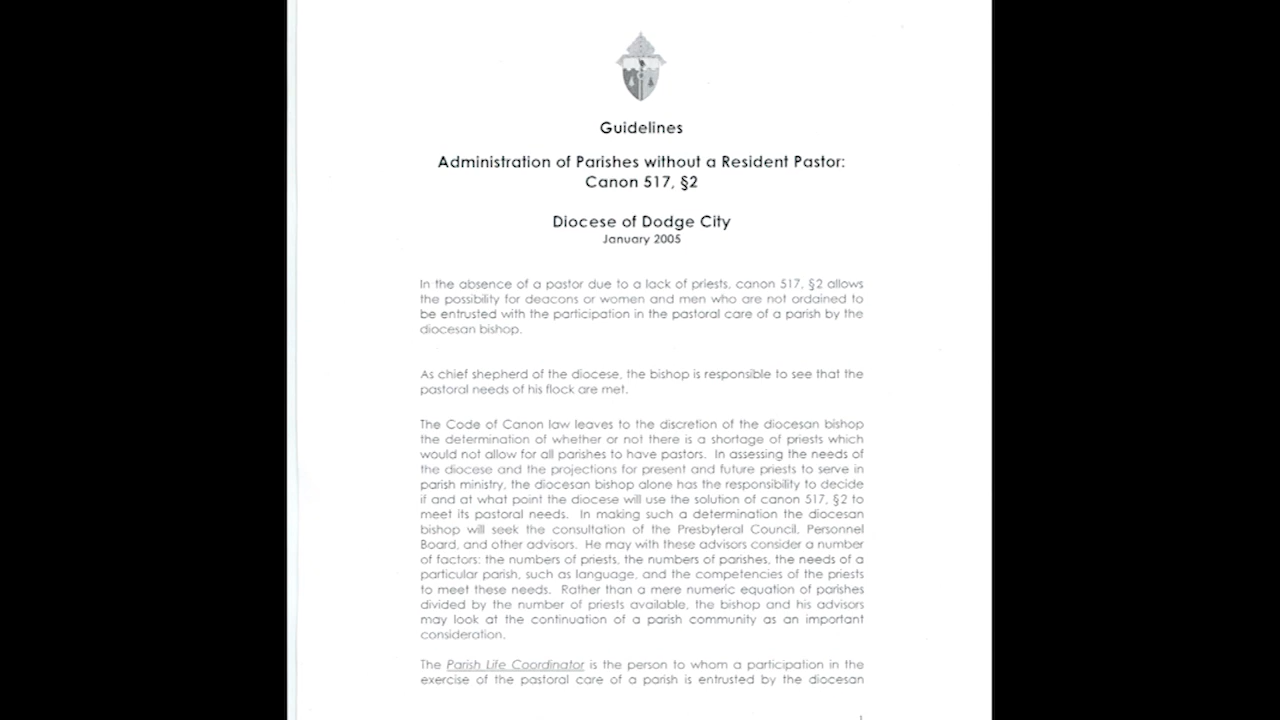 Guidelines
Administration of Parishes without a Resident Pastor:
Canon 517, §2
Diocese of Dodge City
January 2005
In the absence of a pastor due to a lack of priests, canon 517, §2 allows
the possibility for deacons or women and men who are not ordained to
be entrusted with the participation in the pastoral care of a parish by the
diocesan bishop.
As chief shepherd of the diocese, the bishop is responsible to see that the
pastoral needs of his flock are met.
The Code of Canon law leaves to the discretion of the diocesan bishop
the determination of whether or not there is a shortage of priests which
would not allow for all parishes to have pastors. In assessing the needs of
the diocese and the projections for present and future priests to serve in
parish ministry, the diocesan bishop alone has the responsibility to decide
if and at what point the diocese will use the solution of canon 517, §2 to
meet its pastoral needs. In making such a determination the diocesan
bishop will seek the consultation of the Presbyteral Council, Personnel
Board, and other advisors. He may with these advisors consider a number
of factors: the numbers of priests, the numbers of parishes, the needs of a
particular parish, such as language, and the competencies of the priests
to meet these needs. Rather than a mere numeric equation of parishes
divided by the number of priests available, the bishop and his advisors
may look at the continuation of a parish community as an important
consideration.
The Parish Life Coordinator is the person to whom a participation in the
exercise of the pastoral care of a parish is entrusted by the diocesan